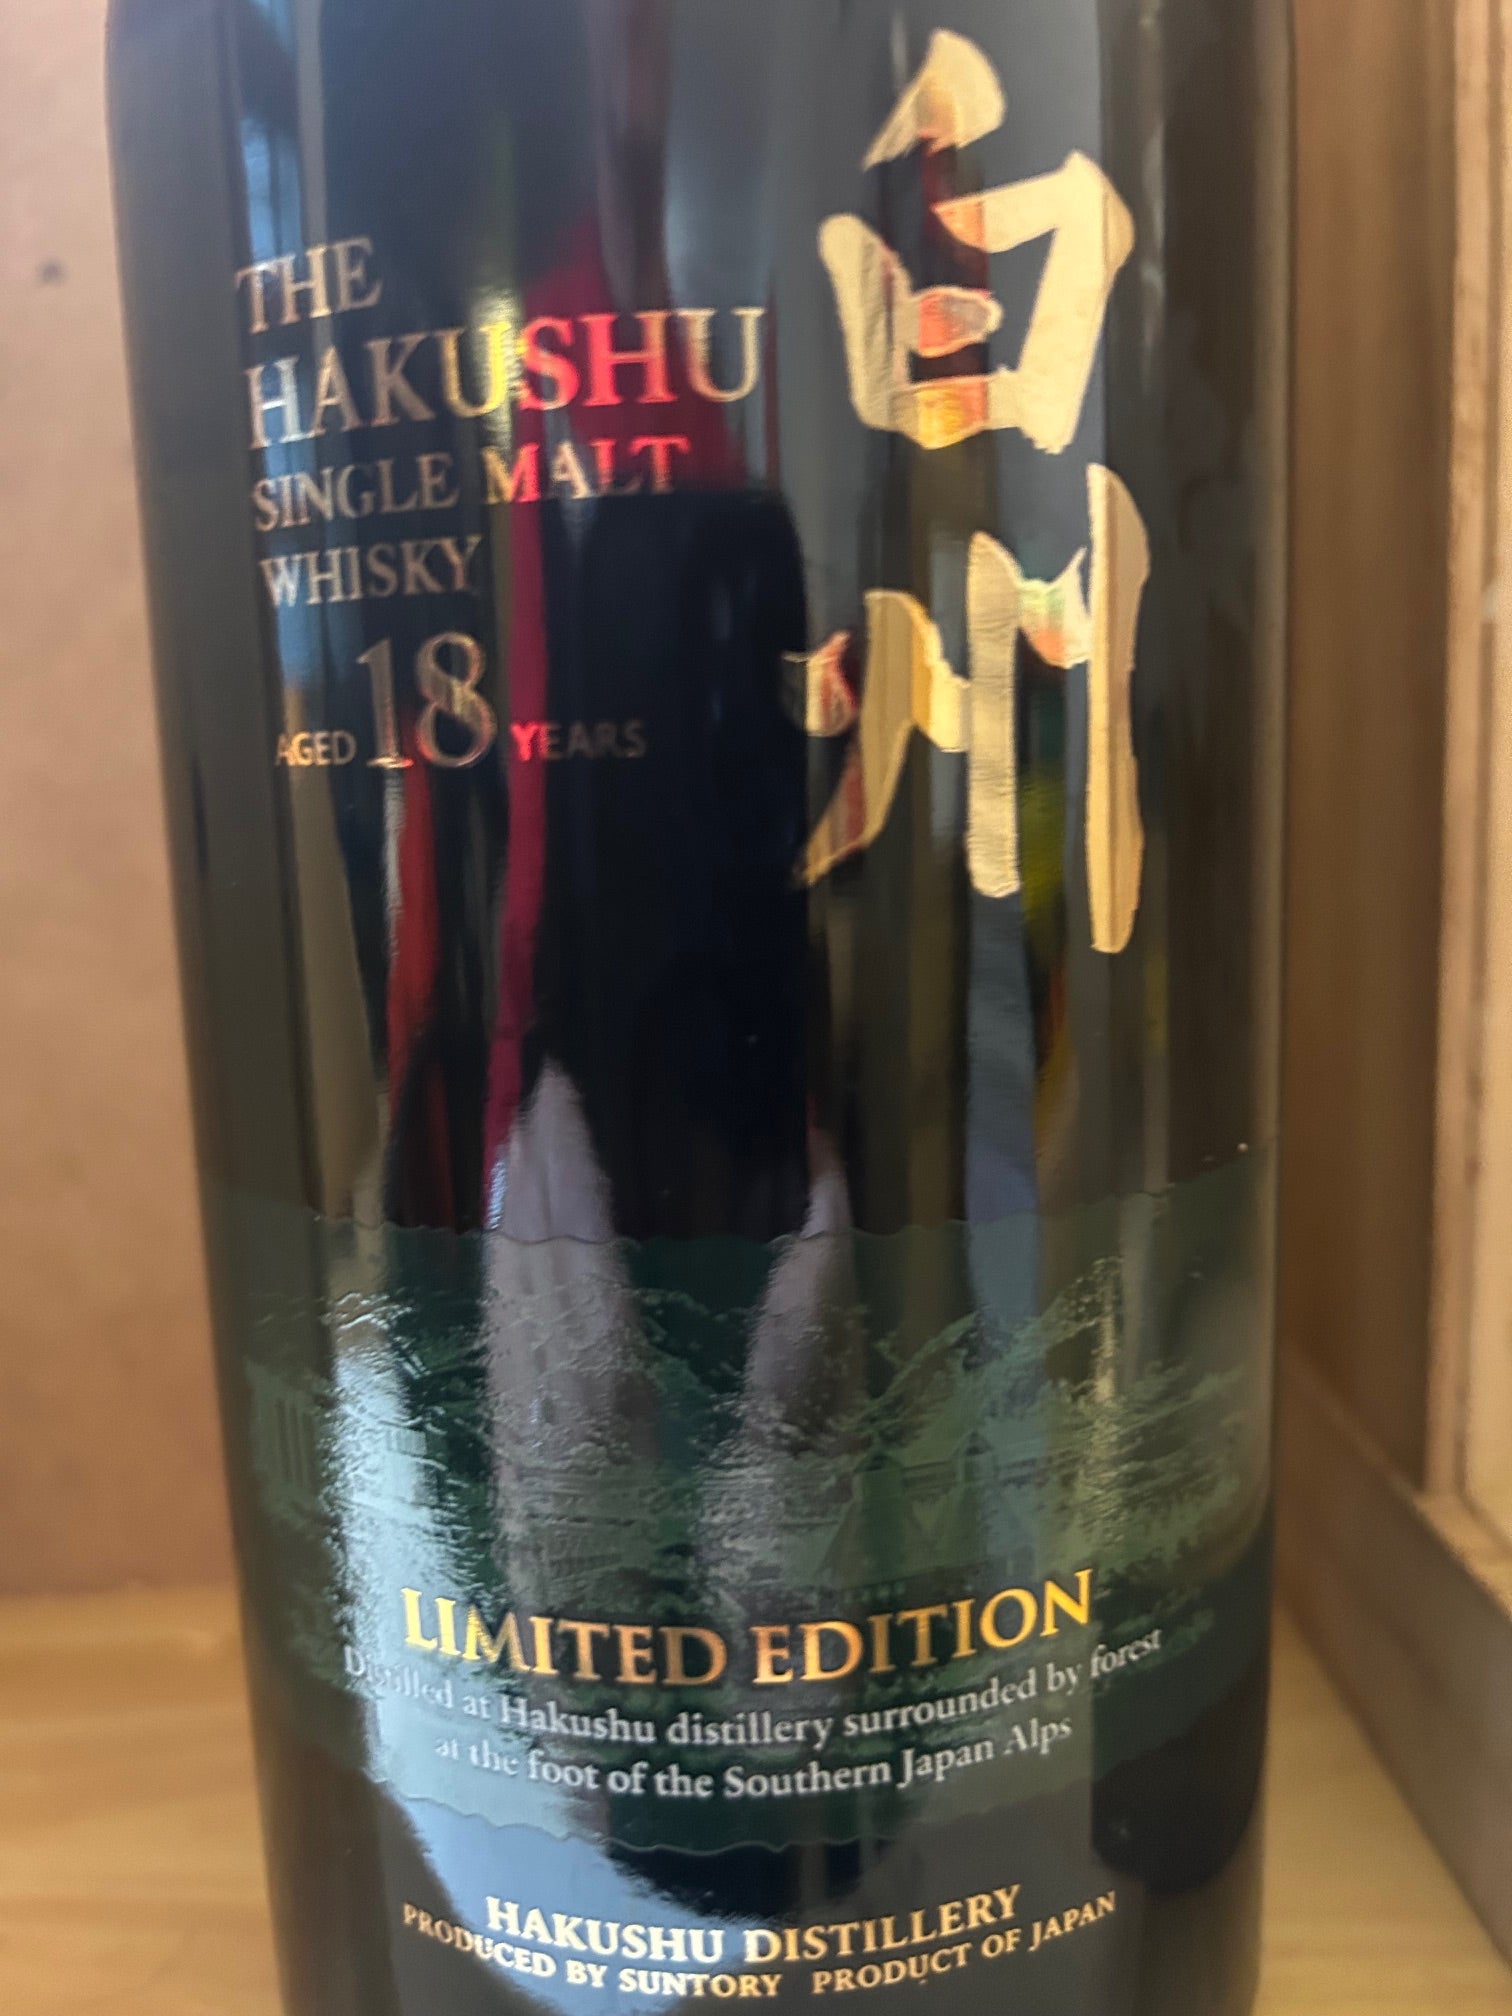 THE
HAKUSHU
SINGLE MALT
WHISKY
AGED 18 YEARS
白州
LIMITED EDITION
Distilled at Hakushu distillery surrounded by forest
at the foot of the Southern Japan Alps
HAKUSHU DISTILLERY
PRODUCED BY SUNTORY PRODUCT OF JAPAN